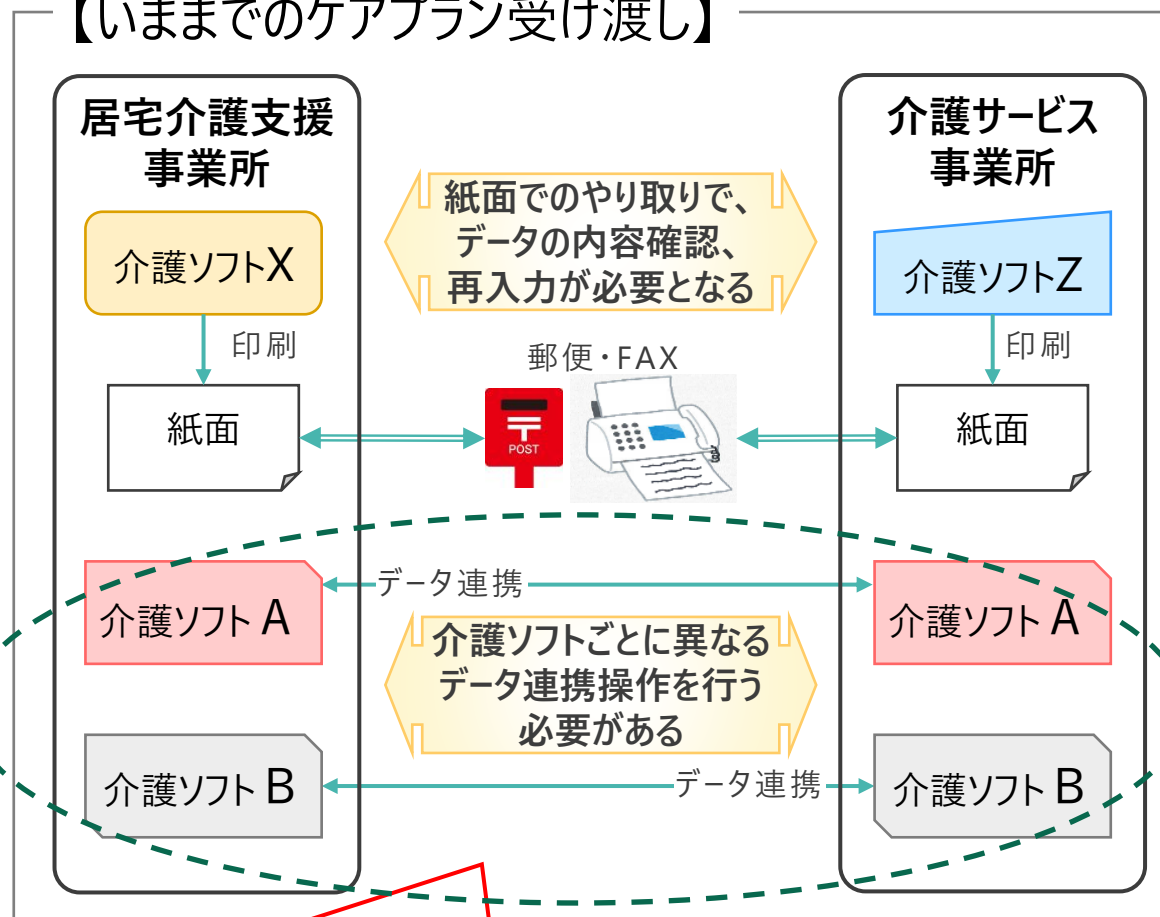 【いままでのケアプラン受け渡し】
居宅介護支援
事業所
介護サービス
事業所
紙面でのやり取りで、
データの内容確認、
再入力が必要となる
介護ソフトX
介護ソフトZ
印刷
印刷
郵便・FAX
紙面
POST
紙面
介護ソフト A
データ連携
介護ソフト A
介護ソフトごとに異なる
データ連携操作を行う
必要がある
介護ソフト B
データ連携
介護ソフト B